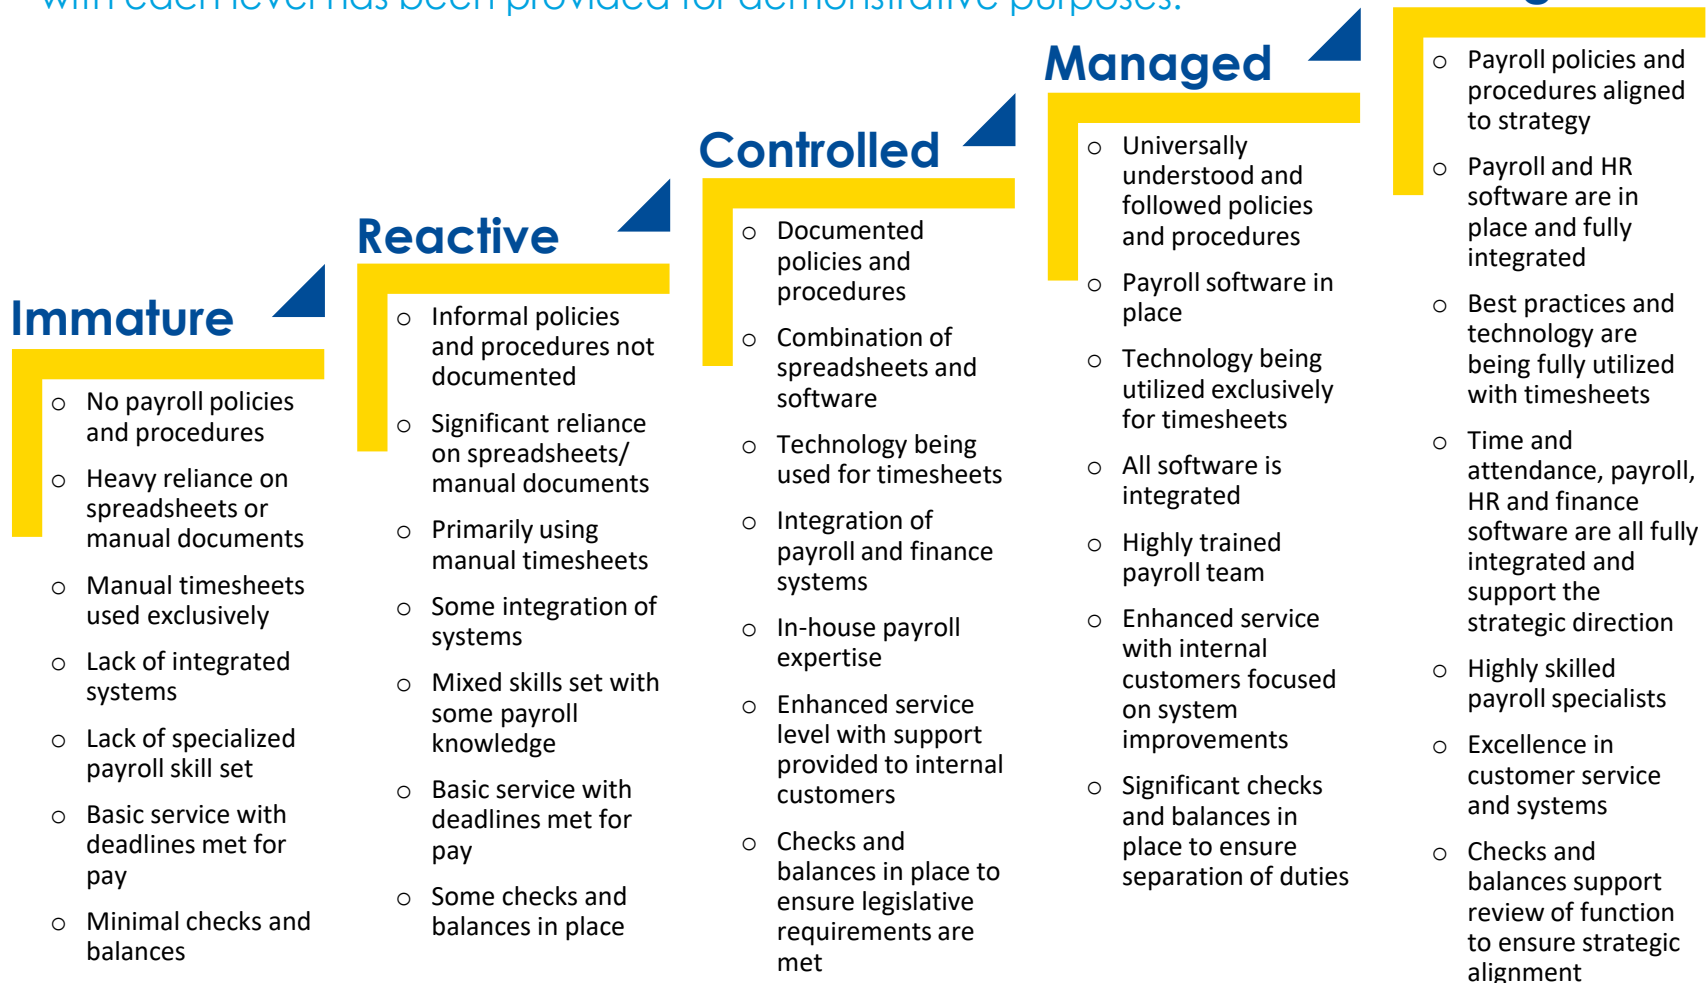 with each level has been provided for demonstrative purposes.
Immature
○ No payroll policies
and procedures
○ Heavy reliance on
spreadsheets or
manual documents
○ Manual timesheets
used exclusively
○ Lack of integrated
systems
○ Lack of specialized
payroll skill set
○ Basic service with
deadlines met for
pay
○ Minimal checks and
balances
Reactive
○ Informal policies
and procedures not
documented
○ Significant reliance
on spreadsheets/
manual documents
○ Primarily using
manual timesheets
○ Some integration of
systems
○ Mixed skills set with
some payroll
knowledge
○ Basic service with
deadlines met for
pay
○ Some checks and
balances in place
Controlled
○ Documented
policies and
procedures
○ Combination of
spreadsheets and
software
○ Technology being
used for timesheets
○ Integration of
payroll and finance
systems
○ In-house payroll
expertise
○ Enhanced service
level with support
provided to internal
customers
○ Checks and
balances in place to
ensure legislative
requirements are
met
Managed
○ Universally
understood and
followed policies
and procedures
○ Payroll software in
place
○ Technology being
utilized exclusively
for timesheets
○ All software is
integrated
○ Highly trained
payroll team
○ Enhanced service
with internal
customers focused
on system
improvements
○ Significant checks
and balances in
place to ensure
separation of duties
○ Payroll policies and
procedures aligned
to strategy
○ Payroll and HR
software are in
place and fully
integrated
○ Best practices and
technology are
being fully utilized
with timesheets
○ Time and
attendance, payroll,
HR and finance
software are all fully
integrated and
support the
strategic direction
○ Highly skilled
payroll specialists
○ Excellence in
customer service
and systems
○ Checks and
balances support
review of function
to ensure strategic
alignment